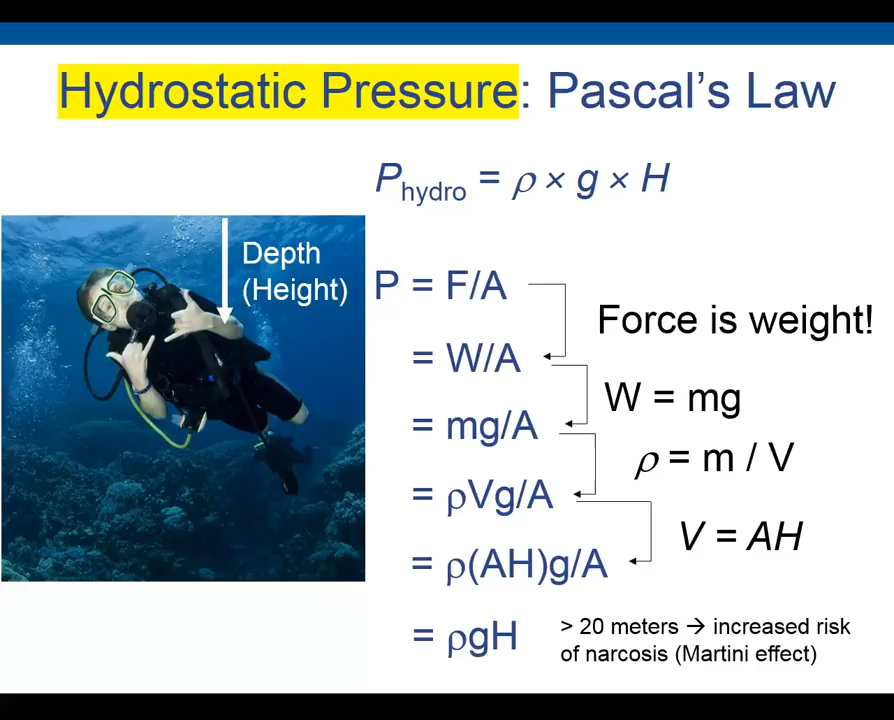 Hydrostatic Pressure: Pascal’s Law
Phydro = ρ × g × H
Depth
(Height)
P = F/A
Force is weight!
= W/A
W = mg
= mg/A
ρ = m / V
= ρVg/A
V = AH
= ρ(AH)g/A
= ρgH
> 20 meters → increased risk
of narcosis (Martini effect)